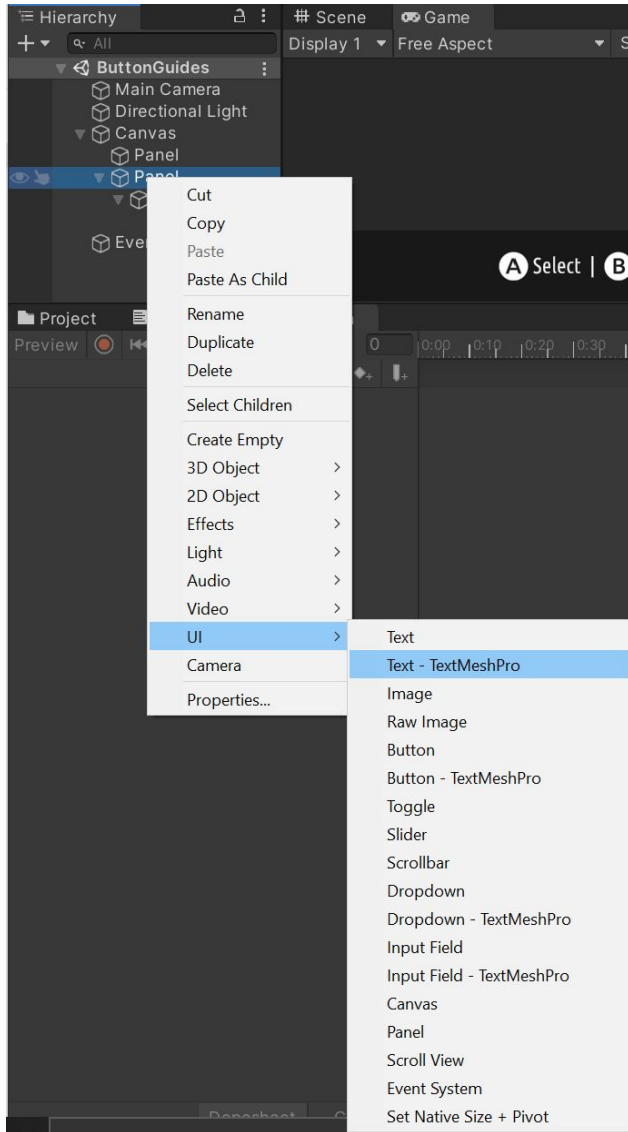 Hierarchy
# Scene
Game
All
Display 1
Free Aspect
S
ButtonGuides
Main Camera
Directional Light
Canvas
Panel
Panel
Eve
A Select | B
Cut
Copy
Paste
Paste As Child
Rename
Duplicate
Delete
Select Children
Create Empty
3D Object
2D Object
Effects
Light
Audio
Video
UI
Camera
Properties...
Project
Preview
0
0:00
0:10
0:20
0:30
Text
Text - TextMeshPro
Image
Raw Image
Button
Button - TextMeshPro
Toggle
Slider
Scrollbar
Dropdown
Dropdown - TextMeshPro
Input Field
Input Field - TextMeshPro
Canvas
Panel
Scroll View
Event System
Set Native Size + Pivot
Dopesheet